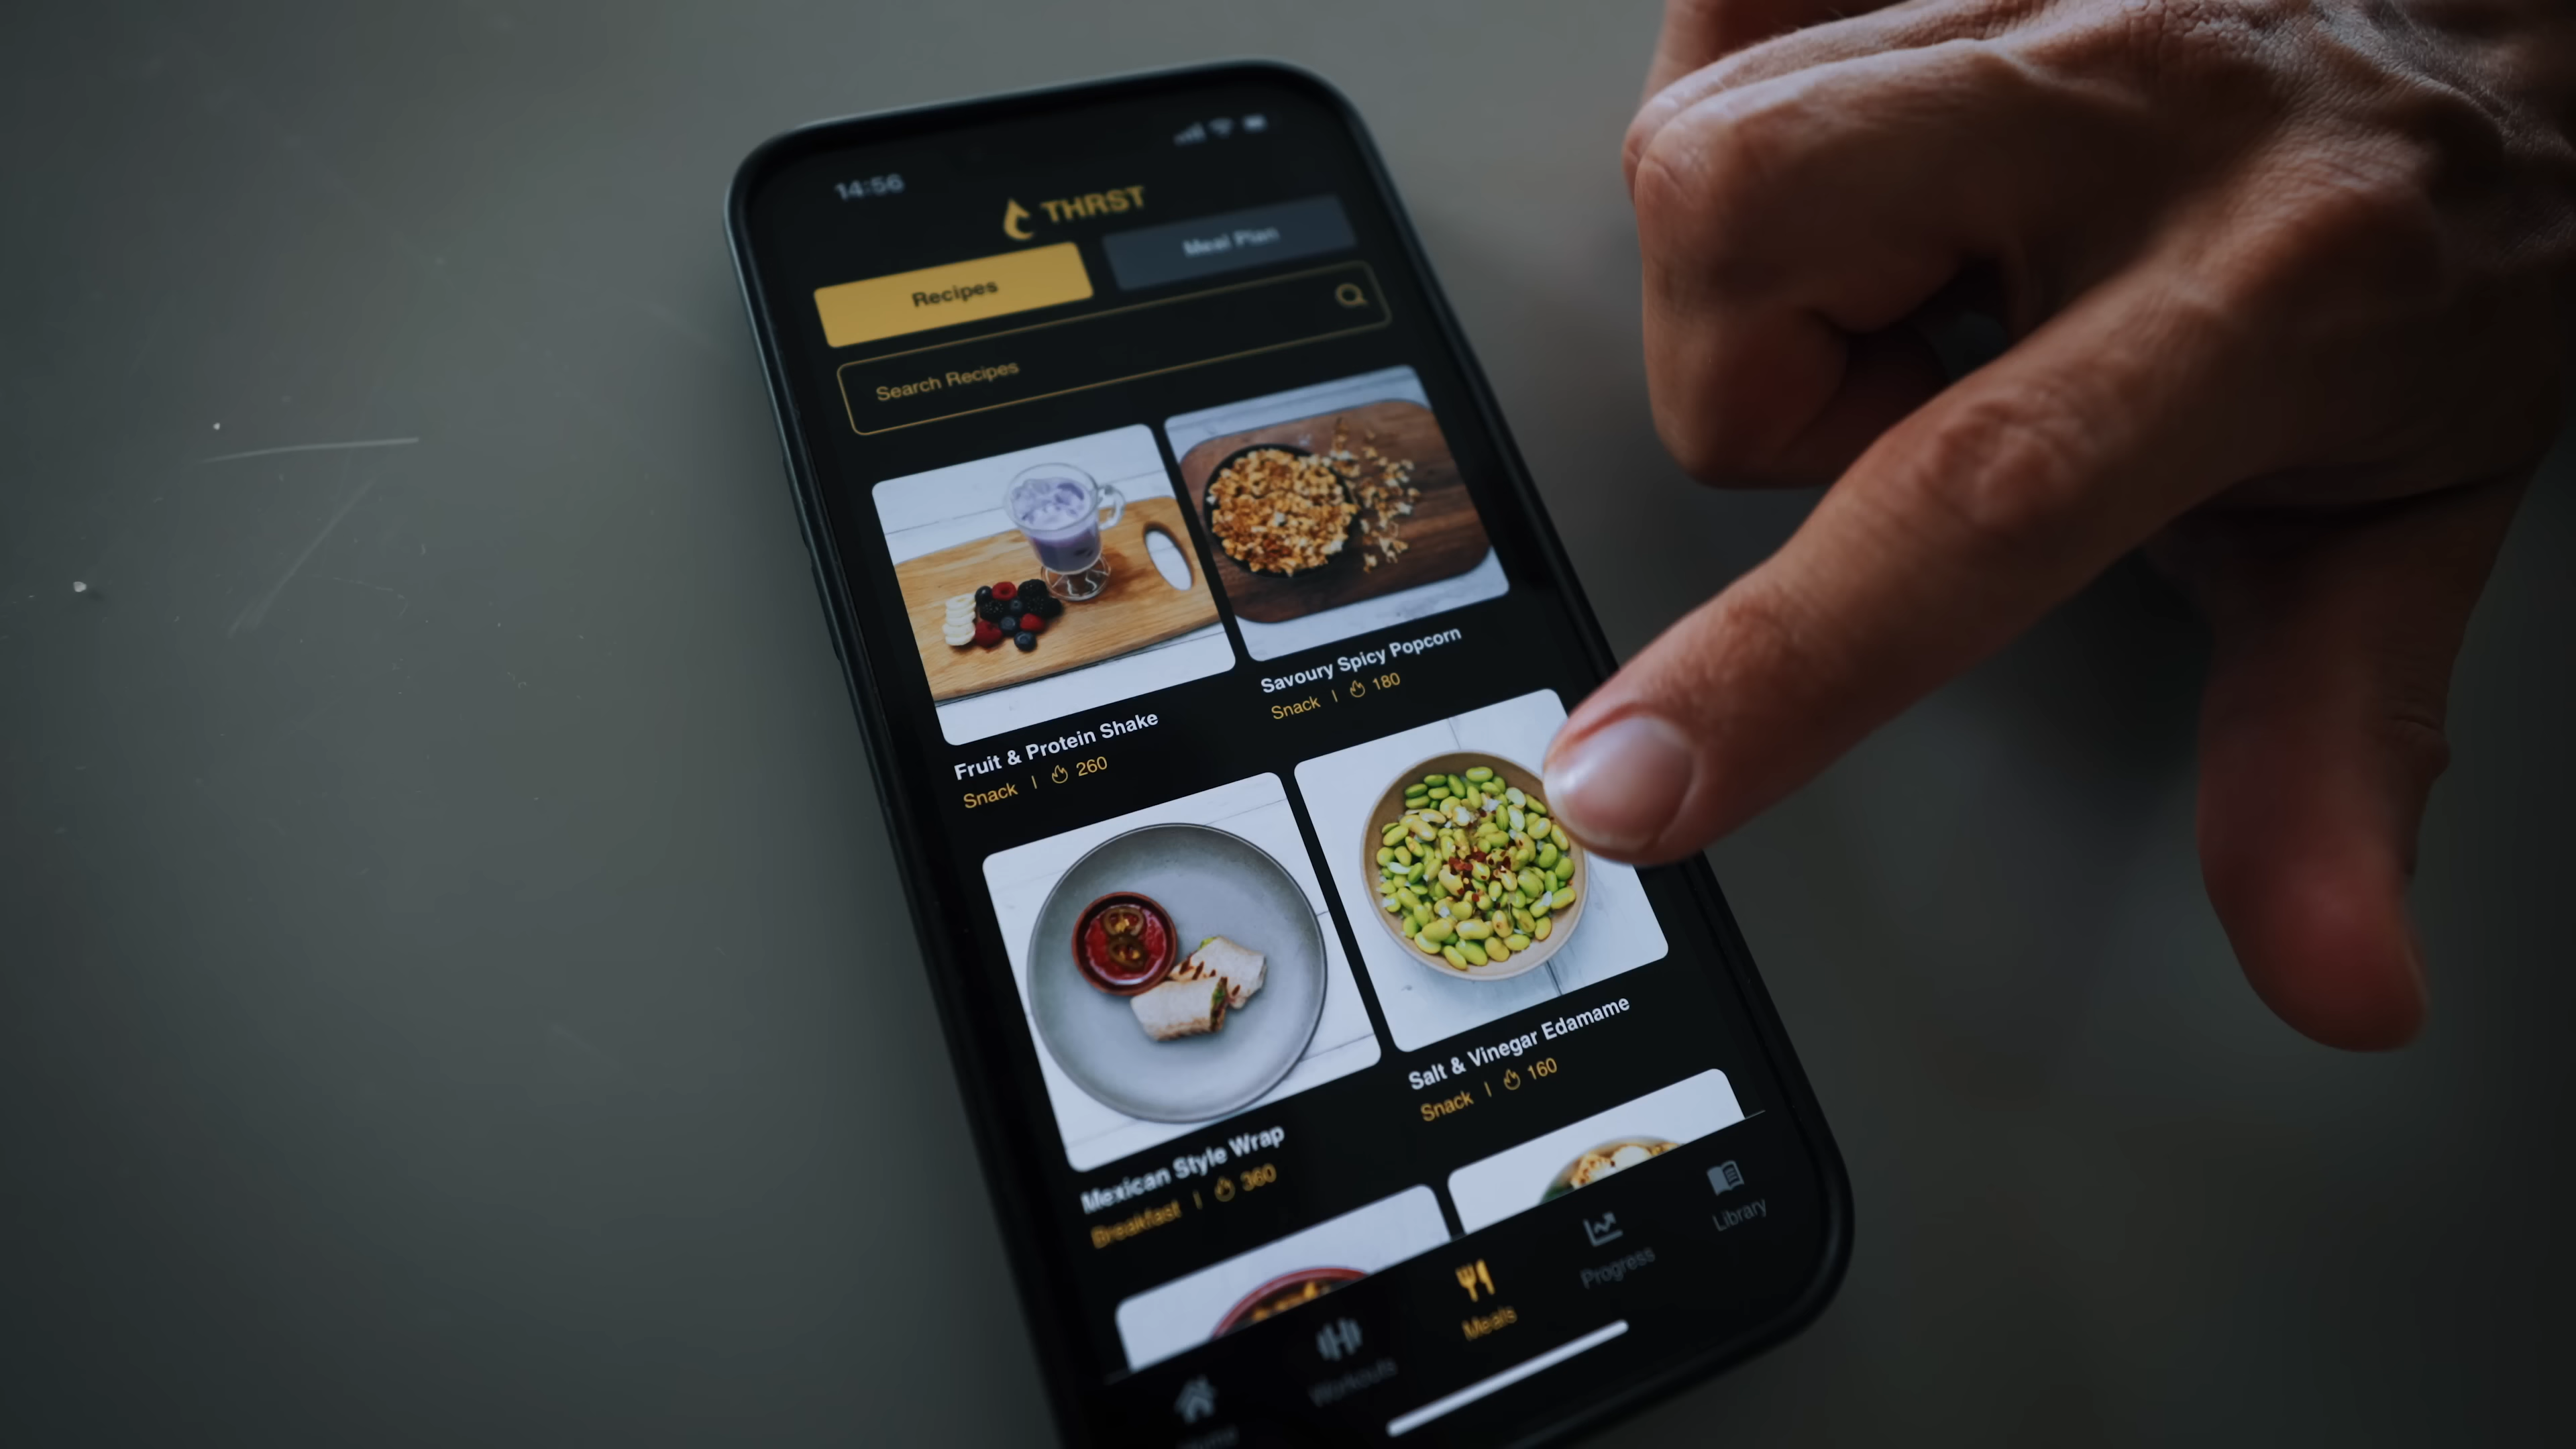 14:56
THRST
Recipes
Meal Plan
Search Recipes
Fruit & Protein Shake
Snack | 260
Savoury Spicy Popcorn
Snack | 180
Mexican Style Wrap
Breakfast | 360
Salt & Vinegar Edamame
Snack | 160
Workouts
Meals
Progress
Library